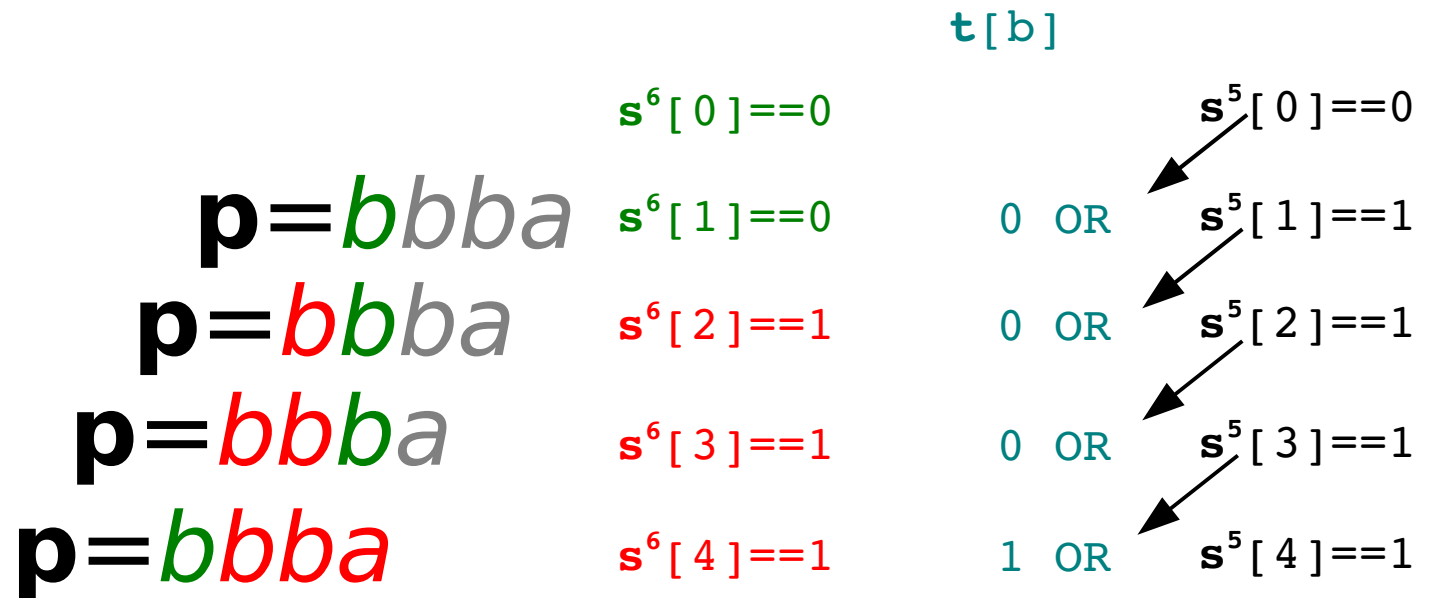 t[b]
s⁶[0]==0 s⁵[0]==0
p=bbba s⁶[1]==0 0 OR s⁵[1]==1
p=bbba s⁶[2]==1 0 OR s⁵[2]==1
p=bbba s⁶[3]==1 0 OR s⁵[3]==1
p=bbba s⁶[4]==1 1 OR s⁵[4]==1